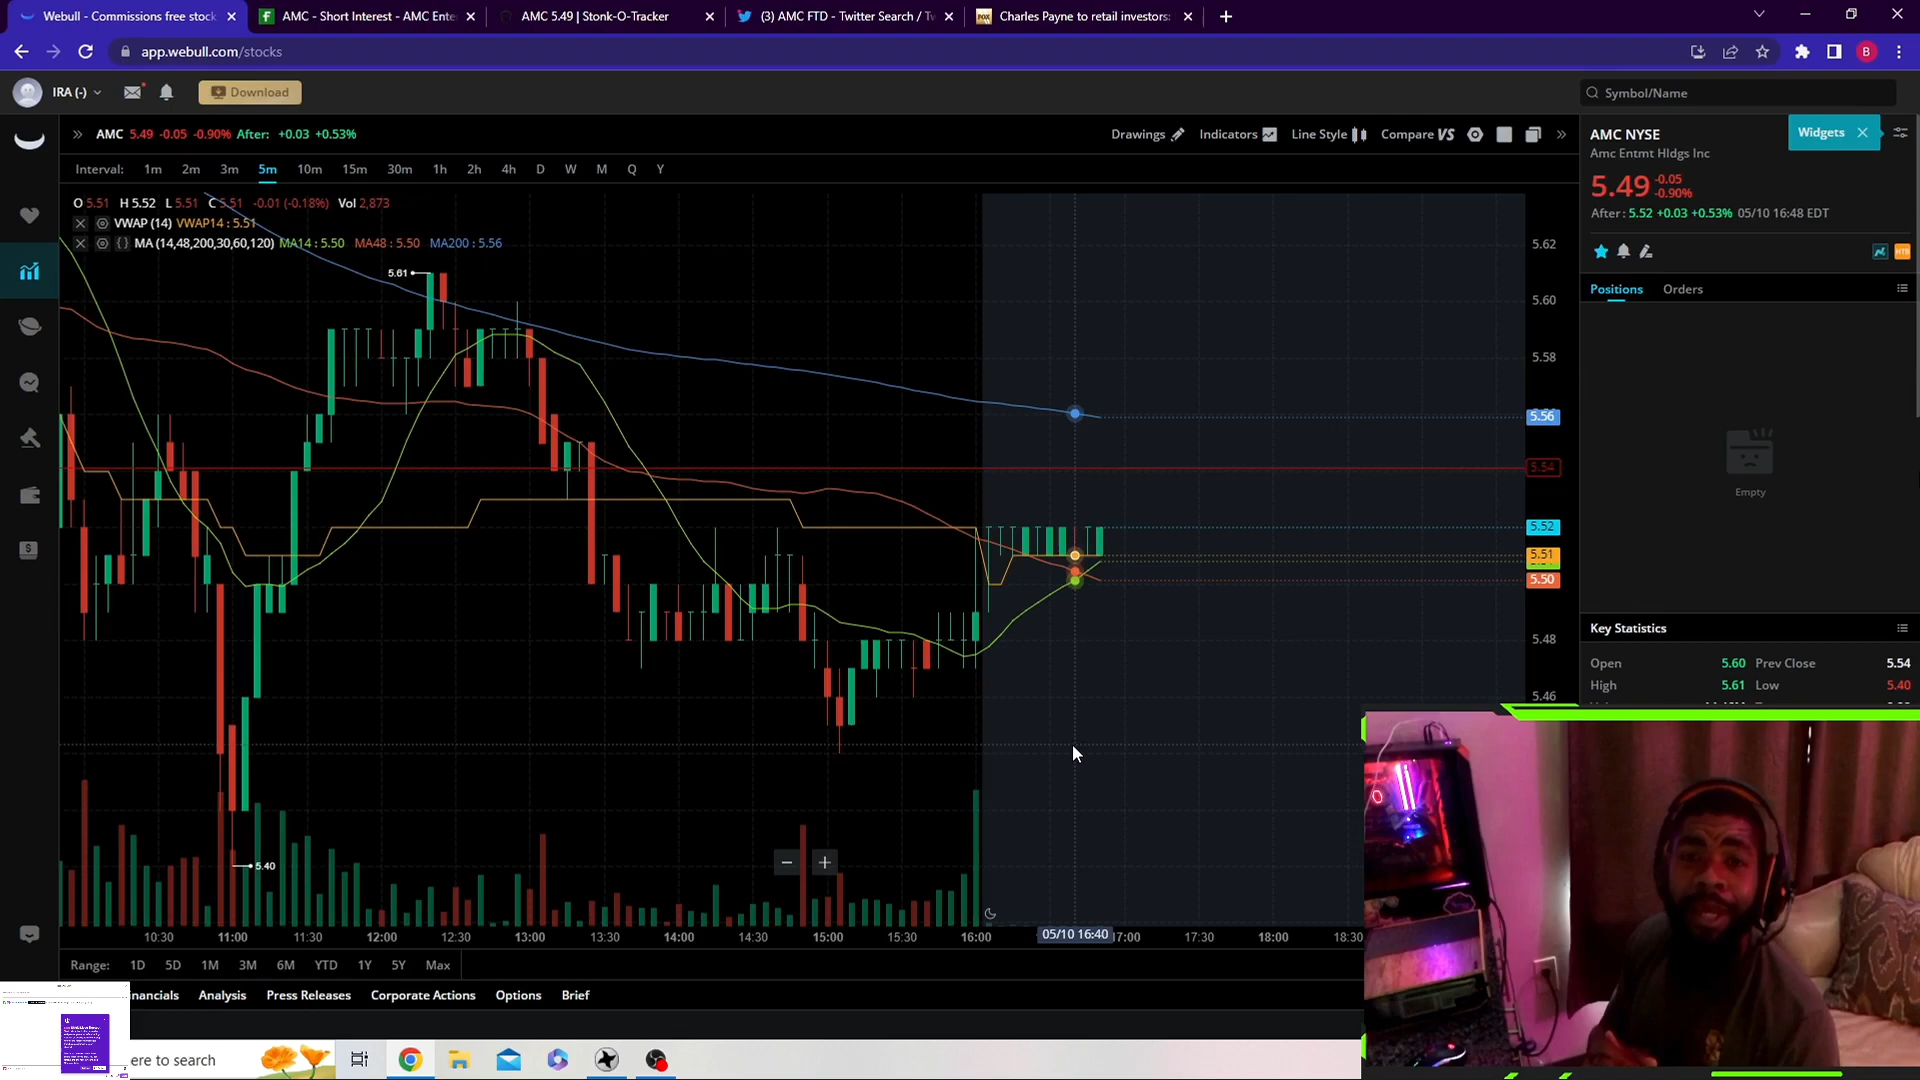 Webull - Commissions free stock
AMC - Short Interest - AMC Ente
AMC 5.49 | Stonk-O-Tracker
(3) AMC FTD - Twitter Search / Tw
Charles Payne to retail investors:
app.webull.com/stocks
B
IRA (-)
Download
Symbol/Name
AMC 5.49 -0.05 -0.90% After: +0.03 +0.53%
Drawings
Indicators
Line Style
Compare VS
Interval: 1m 2m 3m 5m 10m 15m 30m 1h 2h 4h D W M Q Y
O 5.51 H 5.52 L 5.51 C 5.51 -0.01 (-0.18%) Vol 2,873
VWAP (14) VWAP14 : 5.51
MA (14,48,200,30,60,120) MA14 : 5.50 MA48 : 5.50 MA200 : 5.56
5.61
5.40
5.62
5.60
5.58
5.56
5.54
5.52
5.51
5.50
5.48
5.46
10:30 11:00 11:30 12:00 12:30 13:00 13:30 14:00 14:30 15:00 15:30 16:00 05/10 16:40 17:00 17:30 18:00 18:30
Range: 1D 5D 1M 3M 6M YTD 1Y 5Y Max
inancials Analysis Press Releases Corporate Actions Options Brief
ere to search
AMC NYSE
Widgets
Amc Entmt Hldgs Inc
5.49 -0.05
-0.90%
After: 5.52 +0.03 +0.53% 05/10 16:48 EDT
HTB
Positions
Orders
Empty
Key Statistics
Open 5.60 Prev Close 5.54
High 5.61 Low 5.40